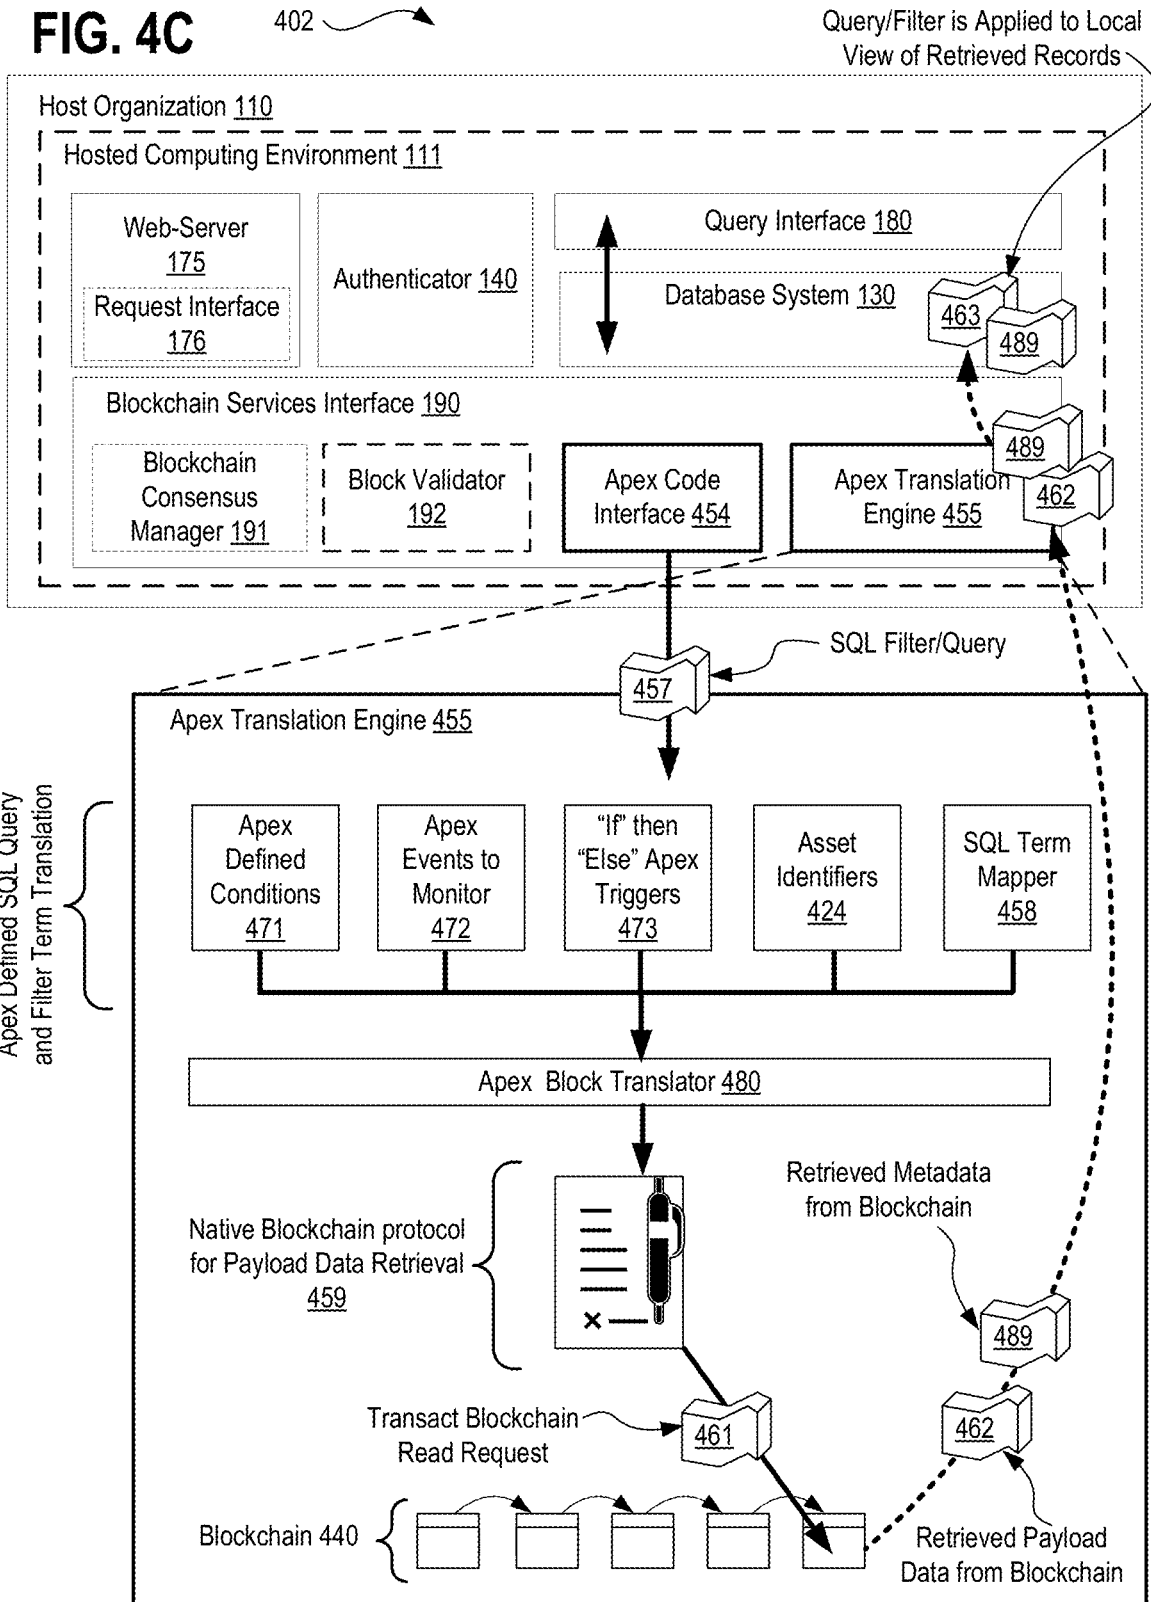 FIG. 4C
402
Query/Filter is Applied to Local
View of Retrieved Records
Host Organization 110
Hosted Computing Environment 111
Web-Server
175
Request Interface
176
Authenticator 140
Query Interface 180
Database System 130
463
489
Blockchain Services Interface 190
Blockchain
Consensus
Manager 191
Block Validator
192
Apex Code
Interface 454
Apex Translation
Engine 455
489
462
SQL Filter/Query
457
Apex Translation Engine 455
Apex Defined SQL Query
and Filter Term Translation
Apex
Defined
Conditions
471
Apex
Events to
Monitor
472
"If" then
"Else" Apex
Triggers
473
Asset
Identifiers
424
SQL Term
Mapper
458
Apex Block Translator 480
Native Blockchain protocol
for Payload Data Retrieval
459
Retrieved Metadata
from Blockchain
489
Transact Blockchain
Read Request
461
462
Blockchain 440
Retrieved Payload
Data from Blockchain